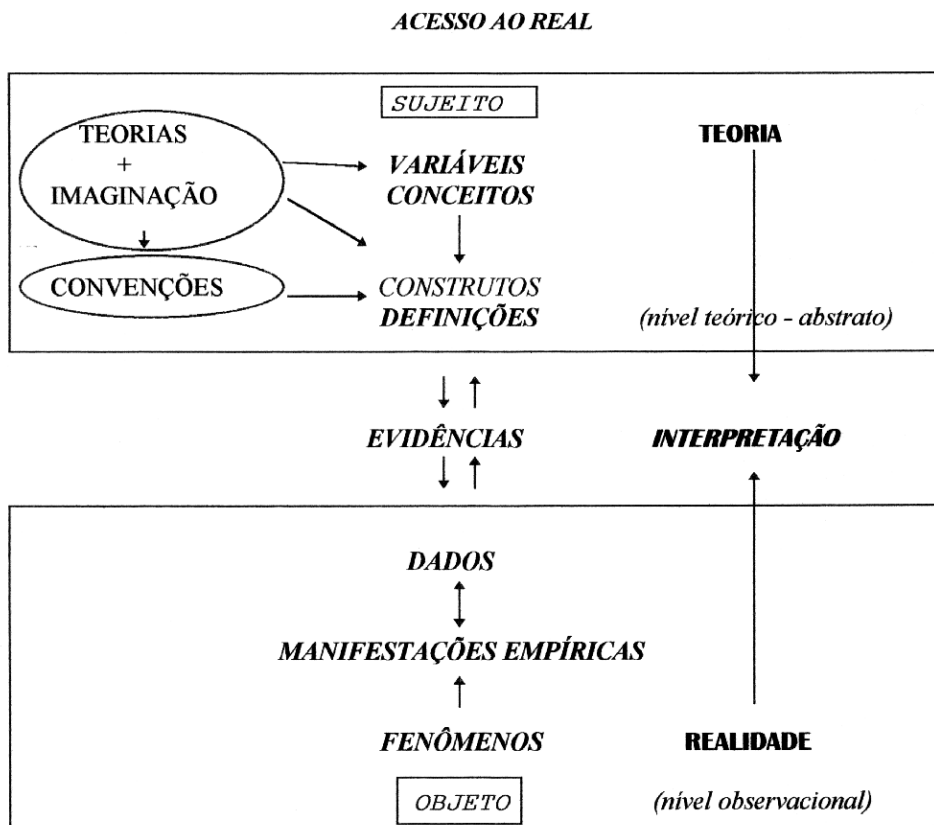 ACESSO AO REAL
SUJEITO
TEORIAS
+
IMAGINAÇÃO
CONVENÇÕES
VARIÁVEIS
CONCEITOS
CONSTRUTOS
DEFINIÇÕES
TEORIA
(nível teórico - abstrato)
EVIDÊNCIAS
INTERPRETAÇÃO
DADOS
MANIFESTAÇÕES EMPÍRICAS
FENÔMENOS
REALIDADE
OBJETO
(nível observacional)